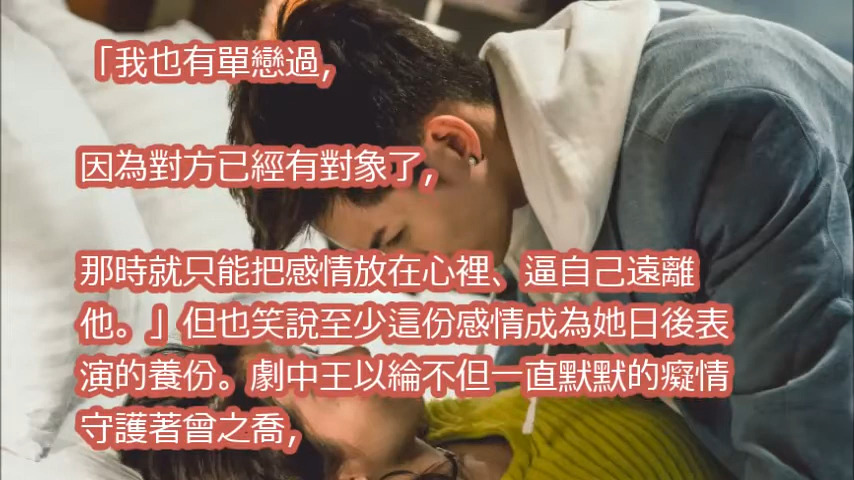 「我也有單戀過，
因為對方已經有對象了，
那時就只能把感情放在心裡、逼自己遠離
他。』但也笑說至少這份感情成為她日後表
演的養份。劇中王以綸不但一直默默的癡情
守護著曾之喬，